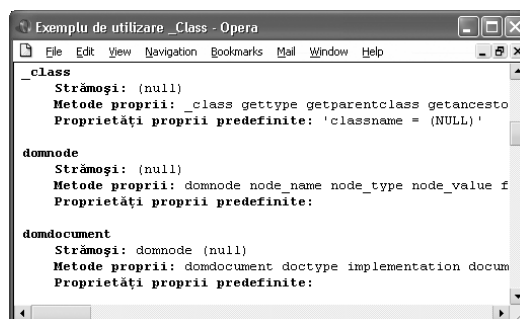 Exemplu de utilizare _Class - Opera
File Edit View Navigation Bookmarks Mail Window Help
_class
Strămoşi: (null)
Metode proprii: _class gettype getparentclass getancesto
Proprietăţi proprii predefinite: 'classname = (NULL)'
domnode
Strămoşi: (null)
Metode proprii: domnode node_name node_type node_value f
Proprietăţi proprii predefinite:
domdocument
Strămoşi: domnode (null)
Metode proprii: domdocument doctype implementation docum
Proprietăţi proprii predefinite: